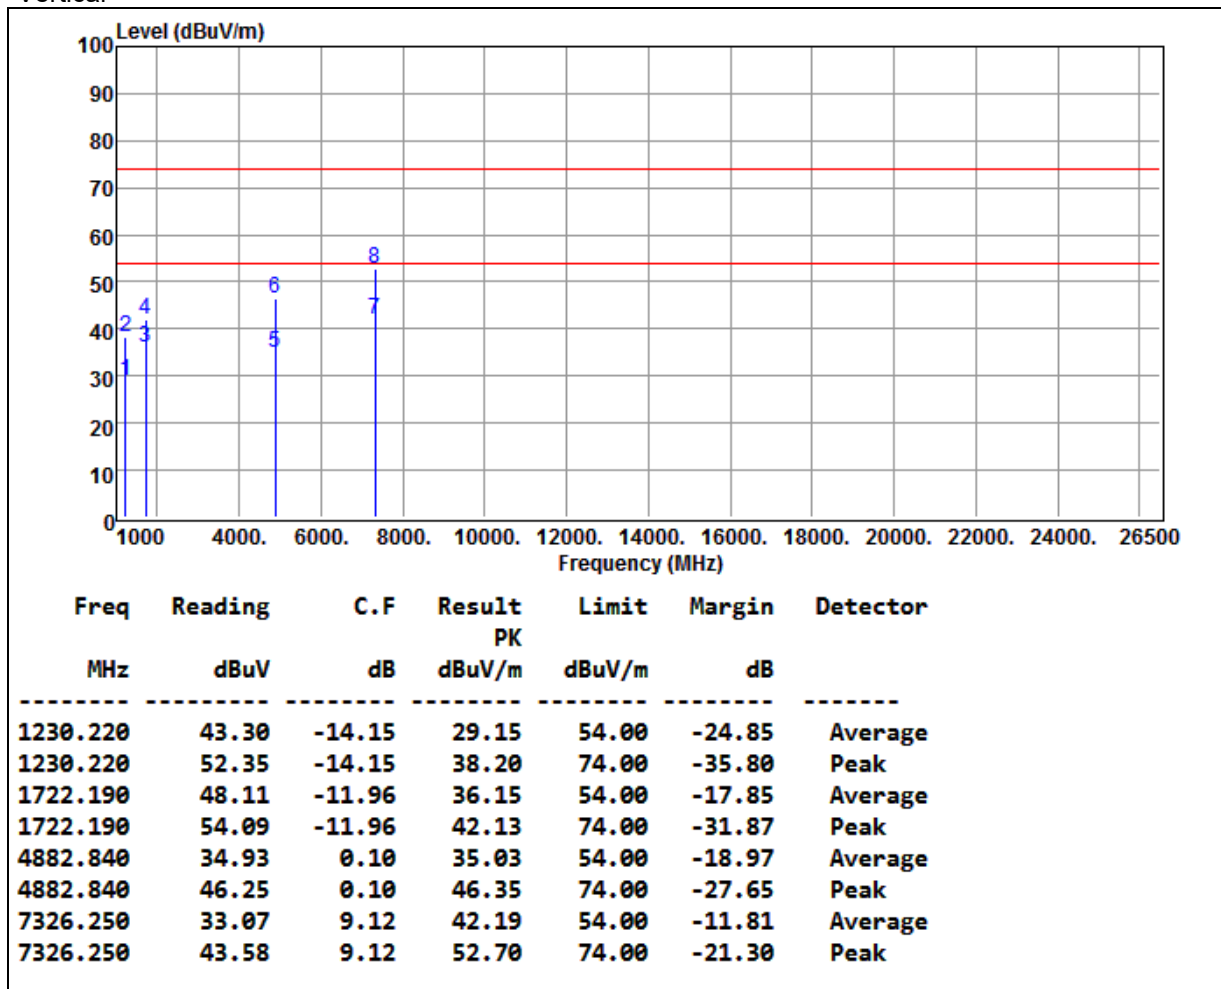 Vertical
Level (dBuV/m)
100
90
80
70
60
50
40
30
20
10
0
8
6
4
7
2
3
5
1
1000 4000. 6000. 8000. 10000. 12000. 14000. 16000. 18000. 20000. 22000. 24000. 26500
Frequency (MHz)
Freq Reading C.F Result Limit Margin Detector
PK
MHz dBuV dB dBuV/m dBuV/m dB
-------- --------- -------- -------- -------- -------- -------
1230.220 43.30 -14.15 29.15 54.00 -24.85 Average
1230.220 52.35 -14.15 38.20 74.00 -35.80 Peak
1722.190 48.11 -11.96 36.15 54.00 -17.85 Average
1722.190 54.09 -11.96 42.13 74.00 -31.87 Peak
4882.840 34.93 0.10 35.03 54.00 -18.97 Average
4882.840 46.25 0.10 46.35 74.00 -27.65 Peak
7326.250 33.07 9.12 42.19 54.00 -11.81 Average
7326.250 43.58 9.12 52.70 74.00 -21.30 Peak